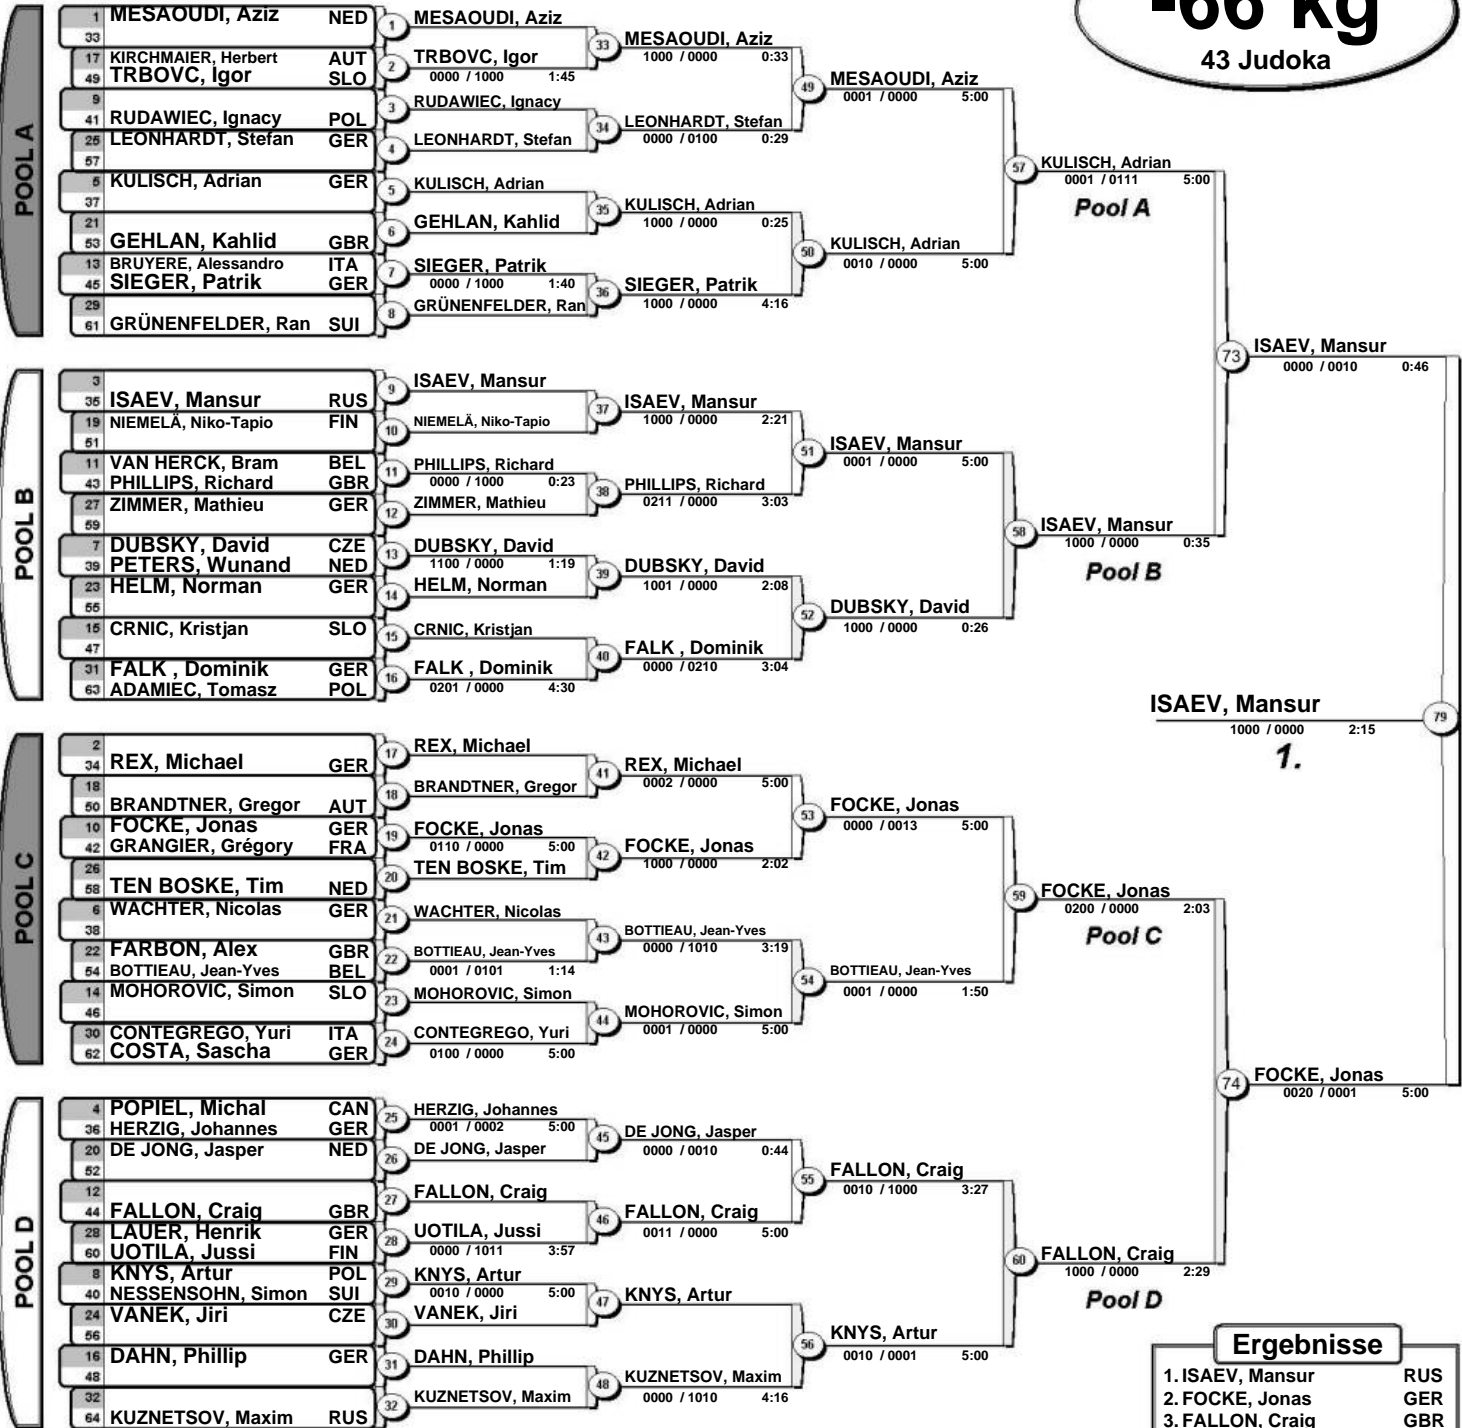 -66 kg
43 Judoka
POOL A
1 MESAOUDI, Aziz NED
33
17 KIRCHMAIER, Herbert AUT
49 TRBOVC, Igor SLO
9
41 RUDAWIEC, Ignacy POL
25 LEONHARDT, Stefan GER
57
5 KULISCH, Adrian GER
37
21
53 GEHLAN, Kahlid GBR
13 BRUYERE, Alessandro ITA
45 SIEGER, Patrik GER
29
61 GRÜNENFELDER, Ran SUI
1 MESAOUDI, Aziz
2 TRBOVC, Igor
0000 / 1000 1:45
3 RUDAWIEC, Ignacy
4 LEONHARDT, Stefan
5 KULISCH, Adrian
6 GEHLAN, Kahlid
7 SIEGER, Patrik
0000 / 1000 1:40
8 GRÜNENFELDER, Ran
33 MESAOUDI, Aziz
1000 / 0000 0:33
34 LEONHARDT, Stefan
0000 / 0100 0:29
35 KULISCH, Adrian
1000 / 0000 0:25
36 SIEGER, Patrik
1000 / 0000 4:16
49 MESAOUDI, Aziz
0001 / 0000 5:00
50 KULISCH, Adrian
0010 / 0000 5:00
57 KULISCH, Adrian
0001 / 0111 5:00
Pool A
POOL B
3
35 ISAEV, Mansur RUS
19 NIEMELÄ, Niko-Tapio FIN
51
11 VAN HERCK, Bram BEL
43 PHILLIPS, Richard GBR
27 ZIMMER, Mathieu GER
59
7 DUBSKY, David CZE
39 PETERS, Wunand NED
23 HELM, Norman GER
55
15 CRNIC, Kristjan SLO
47
31 FALK , Dominik GER
63 ADAMIEC, Tomasz POL
9 ISAEV, Mansur
10 NIEMELÄ, Niko-Tapio
11 PHILLIPS, Richard
0000 / 1000 0:23
12 ZIMMER, Mathieu
13 DUBSKY, David
1100 / 0000 1:19
14 HELM, Norman
15 CRNIC, Kristjan
16 FALK , Dominik
0201 / 0000 4:30
37 ISAEV, Mansur
1000 / 0000 2:21
38 PHILLIPS, Richard
0211 / 0000 3:03
39 DUBSKY, David
1001 / 0000 2:08
40 FALK , Dominik
0000 / 0210 3:04
51 ISAEV, Mansur
0001 / 0000 5:00
52 DUBSKY, David
1000 / 0000 0:26
58 ISAEV, Mansur
1000 / 0000 0:35
Pool B
73 ISAEV, Mansur
0000 / 0010 0:46
ISAEV, Mansur 79
1000 / 0000 2:15
1.
POOL C
2
34 REX, Michael GER
18
50 BRANDTNER, Gregor AUT
10 FOCKE, Jonas GER
42 GRANGIER, Grégory FRA
26
58 TEN BOSKE, Tim NED
6 WACHTER, Nicolas GER
38
22 FARBON, Alex GBR
54 BOTTIEAU, Jean-Yves BEL
14 MOHOROVIC, Simon SLO
46
30 CONTEGREGO, Yuri ITA
62 COSTA, Sascha GER
17 REX, Michael
18 BRANDTNER, Gregor
19 FOCKE, Jonas
0110 / 0000 5:00
20 TEN BOSKE, Tim
21 WACHTER, Nicolas
22 BOTTIEAU, Jean-Yves
0001 / 0101 1:14
23 MOHOROVIC, Simon
24 CONTEGREGO, Yuri
0100 / 0000 5:00
41 REX, Michael
0002 / 0000 5:00
42 FOCKE, Jonas
1000 / 0000 2:02
43 BOTTIEAU, Jean-Yves
0000 / 1010 3:19
44 MOHOROVIC, Simon
0001 / 0000 5:00
53 FOCKE, Jonas
0000 / 0013 5:00
54 BOTTIEAU, Jean-Yves
0001 / 0000 1:50
59 FOCKE, Jonas
0200 / 0000 2:03
Pool C
74 FOCKE, Jonas
0020 / 0001 5:00
POOL D
4 POPIEL, Michal CAN
36 HERZIG, Johannes GER
20 DE JONG, Jasper NED
52
12
44 FALLON, Craig GBR
28 LAUER, Henrik GER
60 UOTILA, Jussi FIN
8 KNYS, Artur POL
40 NESSENSOHN, Simon SUI
24 VANEK, Jiri CZE
56
16 DAHN, Phillip GER
48
32
64 KUZNETSOV, Maxim RUS
25 HERZIG, Johannes
0001 / 0002 5:00
26 DE JONG, Jasper
27 FALLON, Craig
28 UOTILA, Jussi
0000 / 1011 3:57
29 KNYS, Artur
0010 / 0000 5:00
30 VANEK, Jiri
31 DAHN, Phillip
32 KUZNETSOV, Maxim
45 DE JONG, Jasper
0000 / 0010 0:44
46 FALLON, Craig
0011 / 0000 5:00
47 KNYS, Artur
48 KUZNETSOV, Maxim
0000 / 1010 4:16
55 FALLON, Craig
0010 / 1000 3:27
56 KNYS, Artur
0010 / 0001 5:00
60 FALLON, Craig
1000 / 0000 2:29
Pool D
Ergebnisse
1. ISAEV, Mansur RUS
2. FOCKE, Jonas GER
3. FALLON, Craig GBR